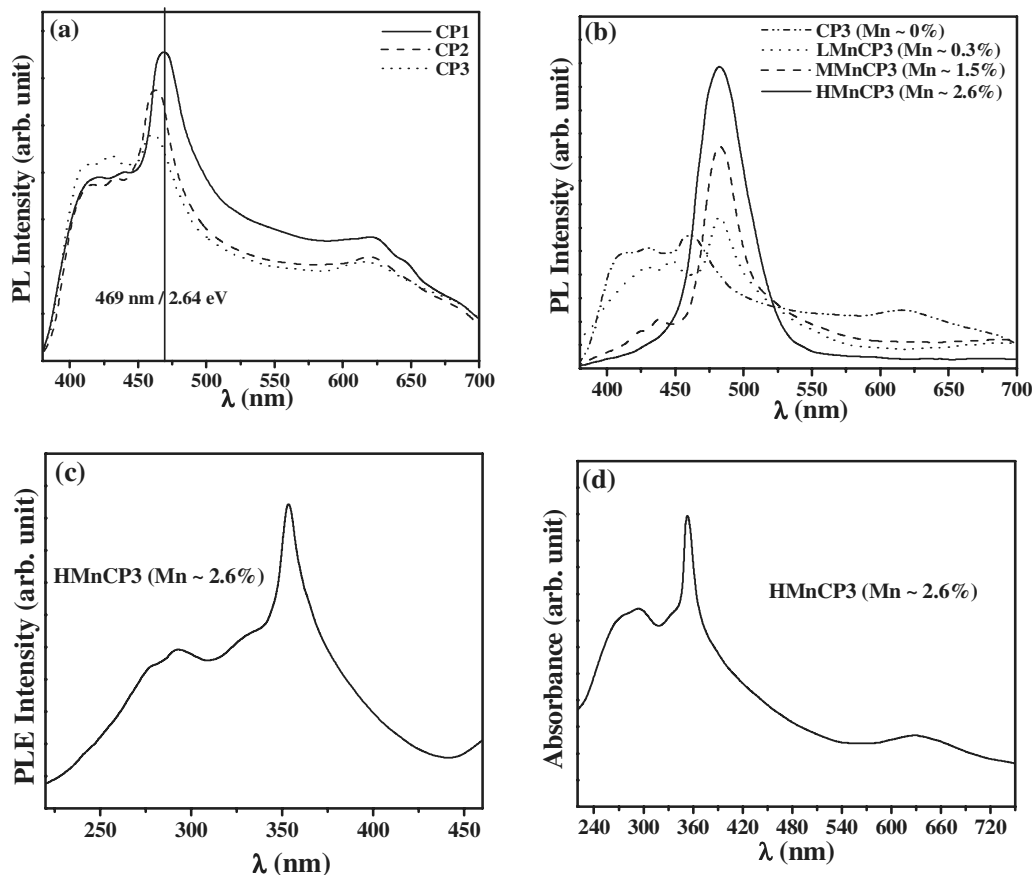 (a)
CP1
CP2
CP3
PL Intensity (arb. unit)
469 nm / 2.64 eV
400 450 500 550 600 650 700
λ (nm)
(b)
CP3 (Mn ~ 0%)
LMnCP3 (Mn ~ 0.3%)
MMnCP3 (Mn ~ 1.5%)
HMnCP3 (Mn ~ 2.6%)
PL Intensity (arb. unit)
400 450 500 550 600 650 700
λ (nm)
(c)
HMnCP3 (Mn ~ 2.6%)
PLE Intensity (arb. unit)
250 300 350 400 450
λ (nm)
(d)
HMnCP3 (Mn ~ 2.6%)
Absorbance (arb. unit)
240 300 360 420 480 540 600 660 720
λ (nm)